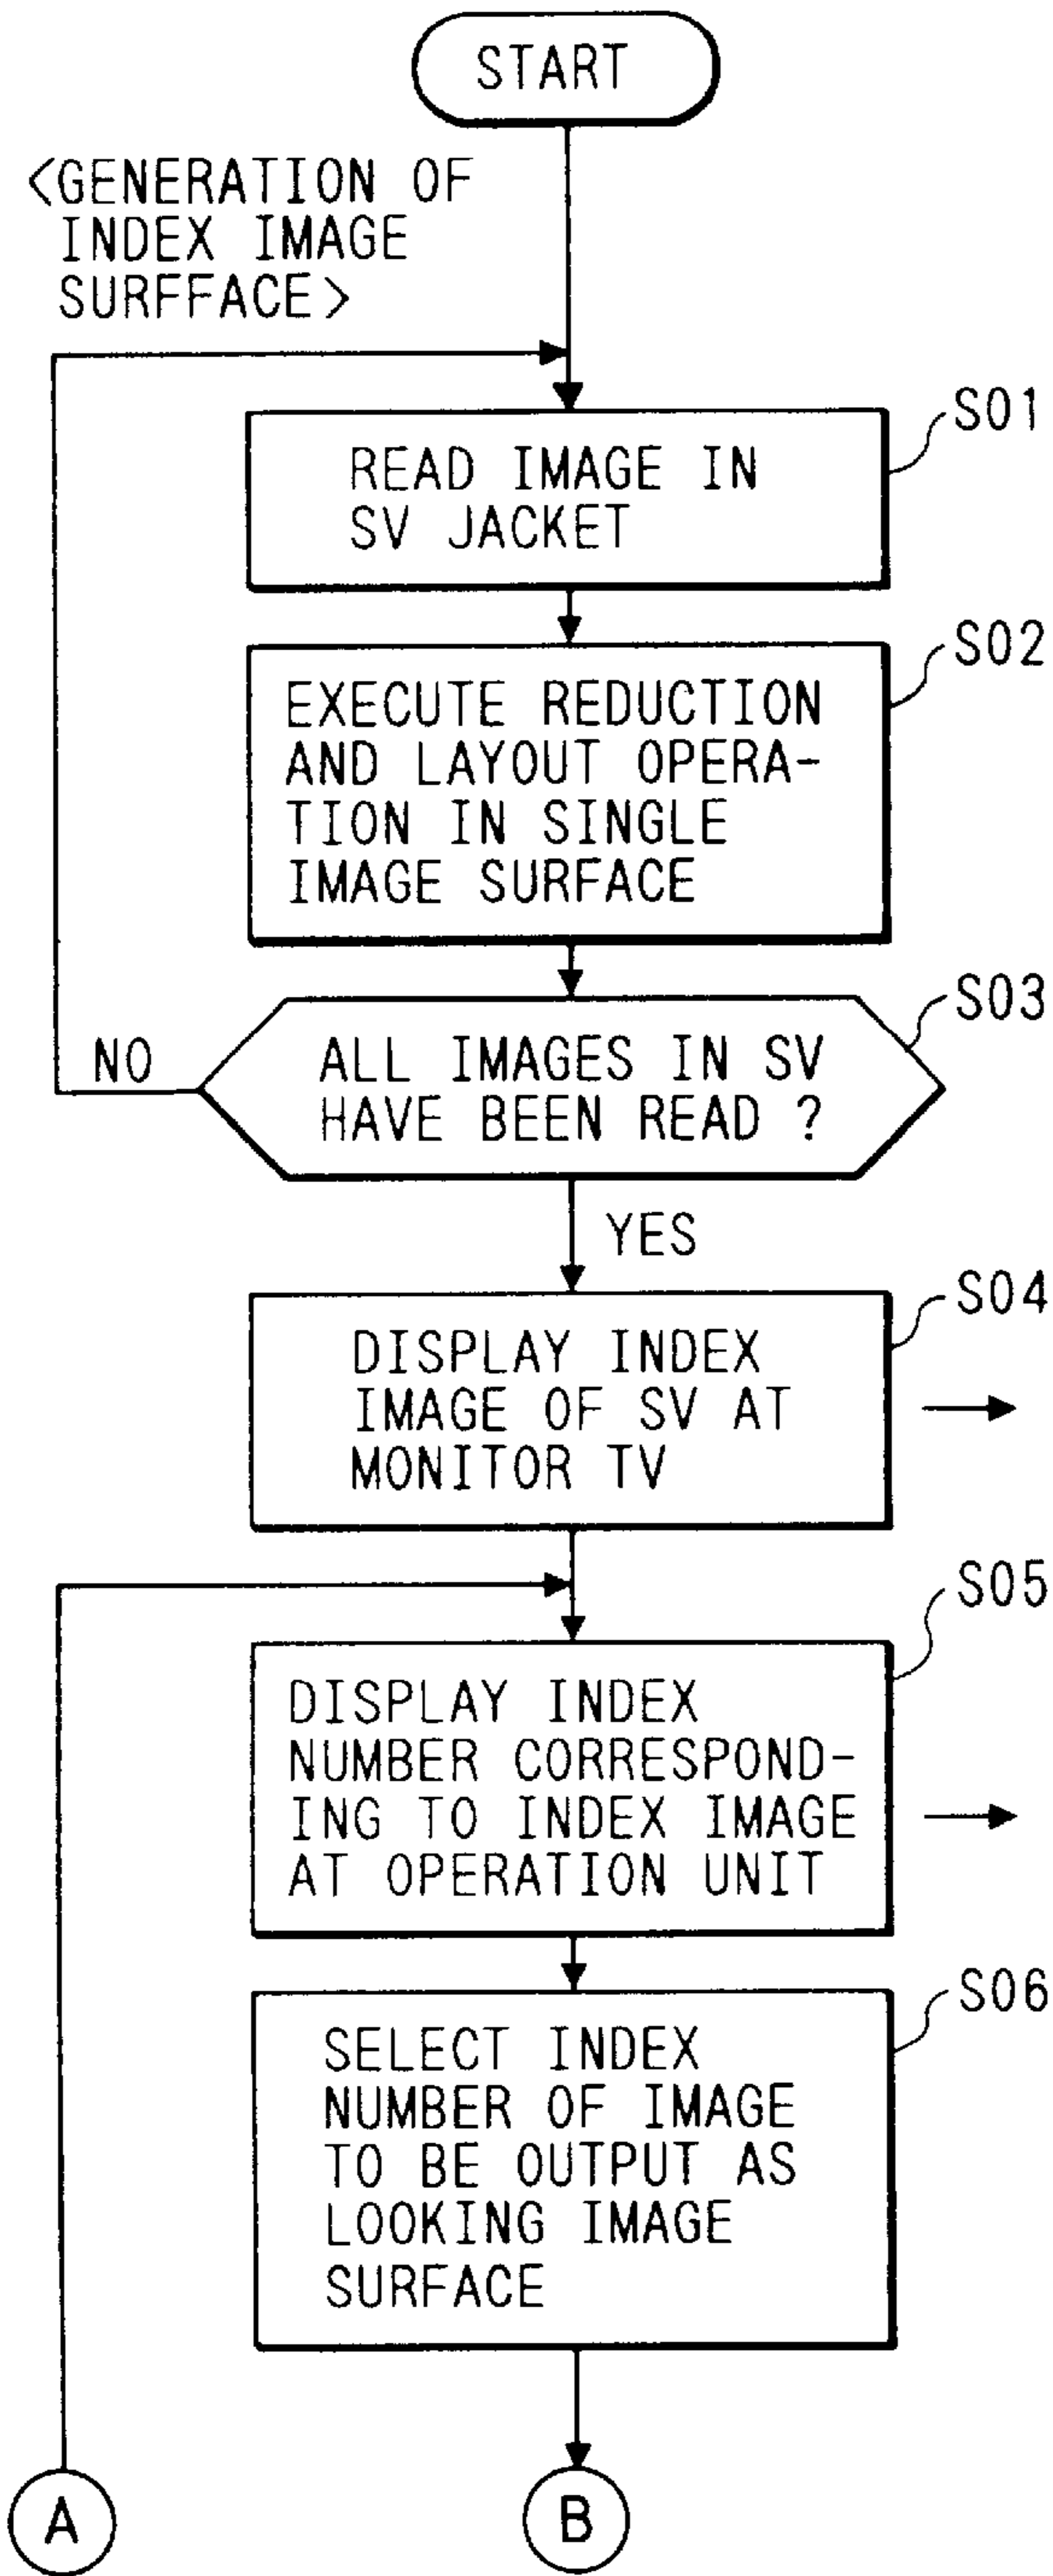 START
<GENERATION OF
INDEX IMAGE
SURFFACE>
S01
READ IMAGE IN
SV JACKET
S02
EXECUTE REDUCTION
AND LAYOUT OPERA-
TION IN SINGLE
IMAGE SURFACE
S03
NO
ALL IMAGES IN SV
HAVE BEEN READ ?
YES
S04
DISPLAY INDEX
IMAGE OF SV AT
MONITOR TV
S05
DISPLAY INDEX
NUMBER CORRESPOND-
ING TO INDEX IMAGE
AT OPERATION UNIT
S06
SELECT INDEX
NUMBER OF IMAGE
TO BE OUTPUT AS
LOOKING IMAGE
SURFACE
A
B